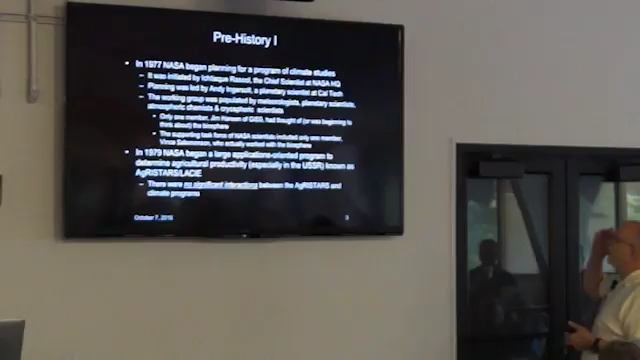 Pre-History I
• In 1977 NASA began planning for a program of climate studies
– It was initiated by Ichtiaque Rasool, the Chief Scientist at NASA HQ
– Planning was led by Andy Ingersoll, a planetary scientist at Cal Tech
– The working group was populated by meteorologists, planetary scientists,
atmospheric chemists & cryospheric scientists
• Only one member, Jim Hansen of GISS, had thought of (or was beginning to
think about) the biosphere
• The supporting task force of NASA scientists included only one member,
Vince Salomonson, who actually worked with the biosphere
• In 1979 NASA began a large applications-oriented program to
determine agricultural productivity (especially in the USSR) known as
AgRISTARS/LACIE
– There were no significant interactions between the AgRISTARS and
climate programs
October 7, 2016
3